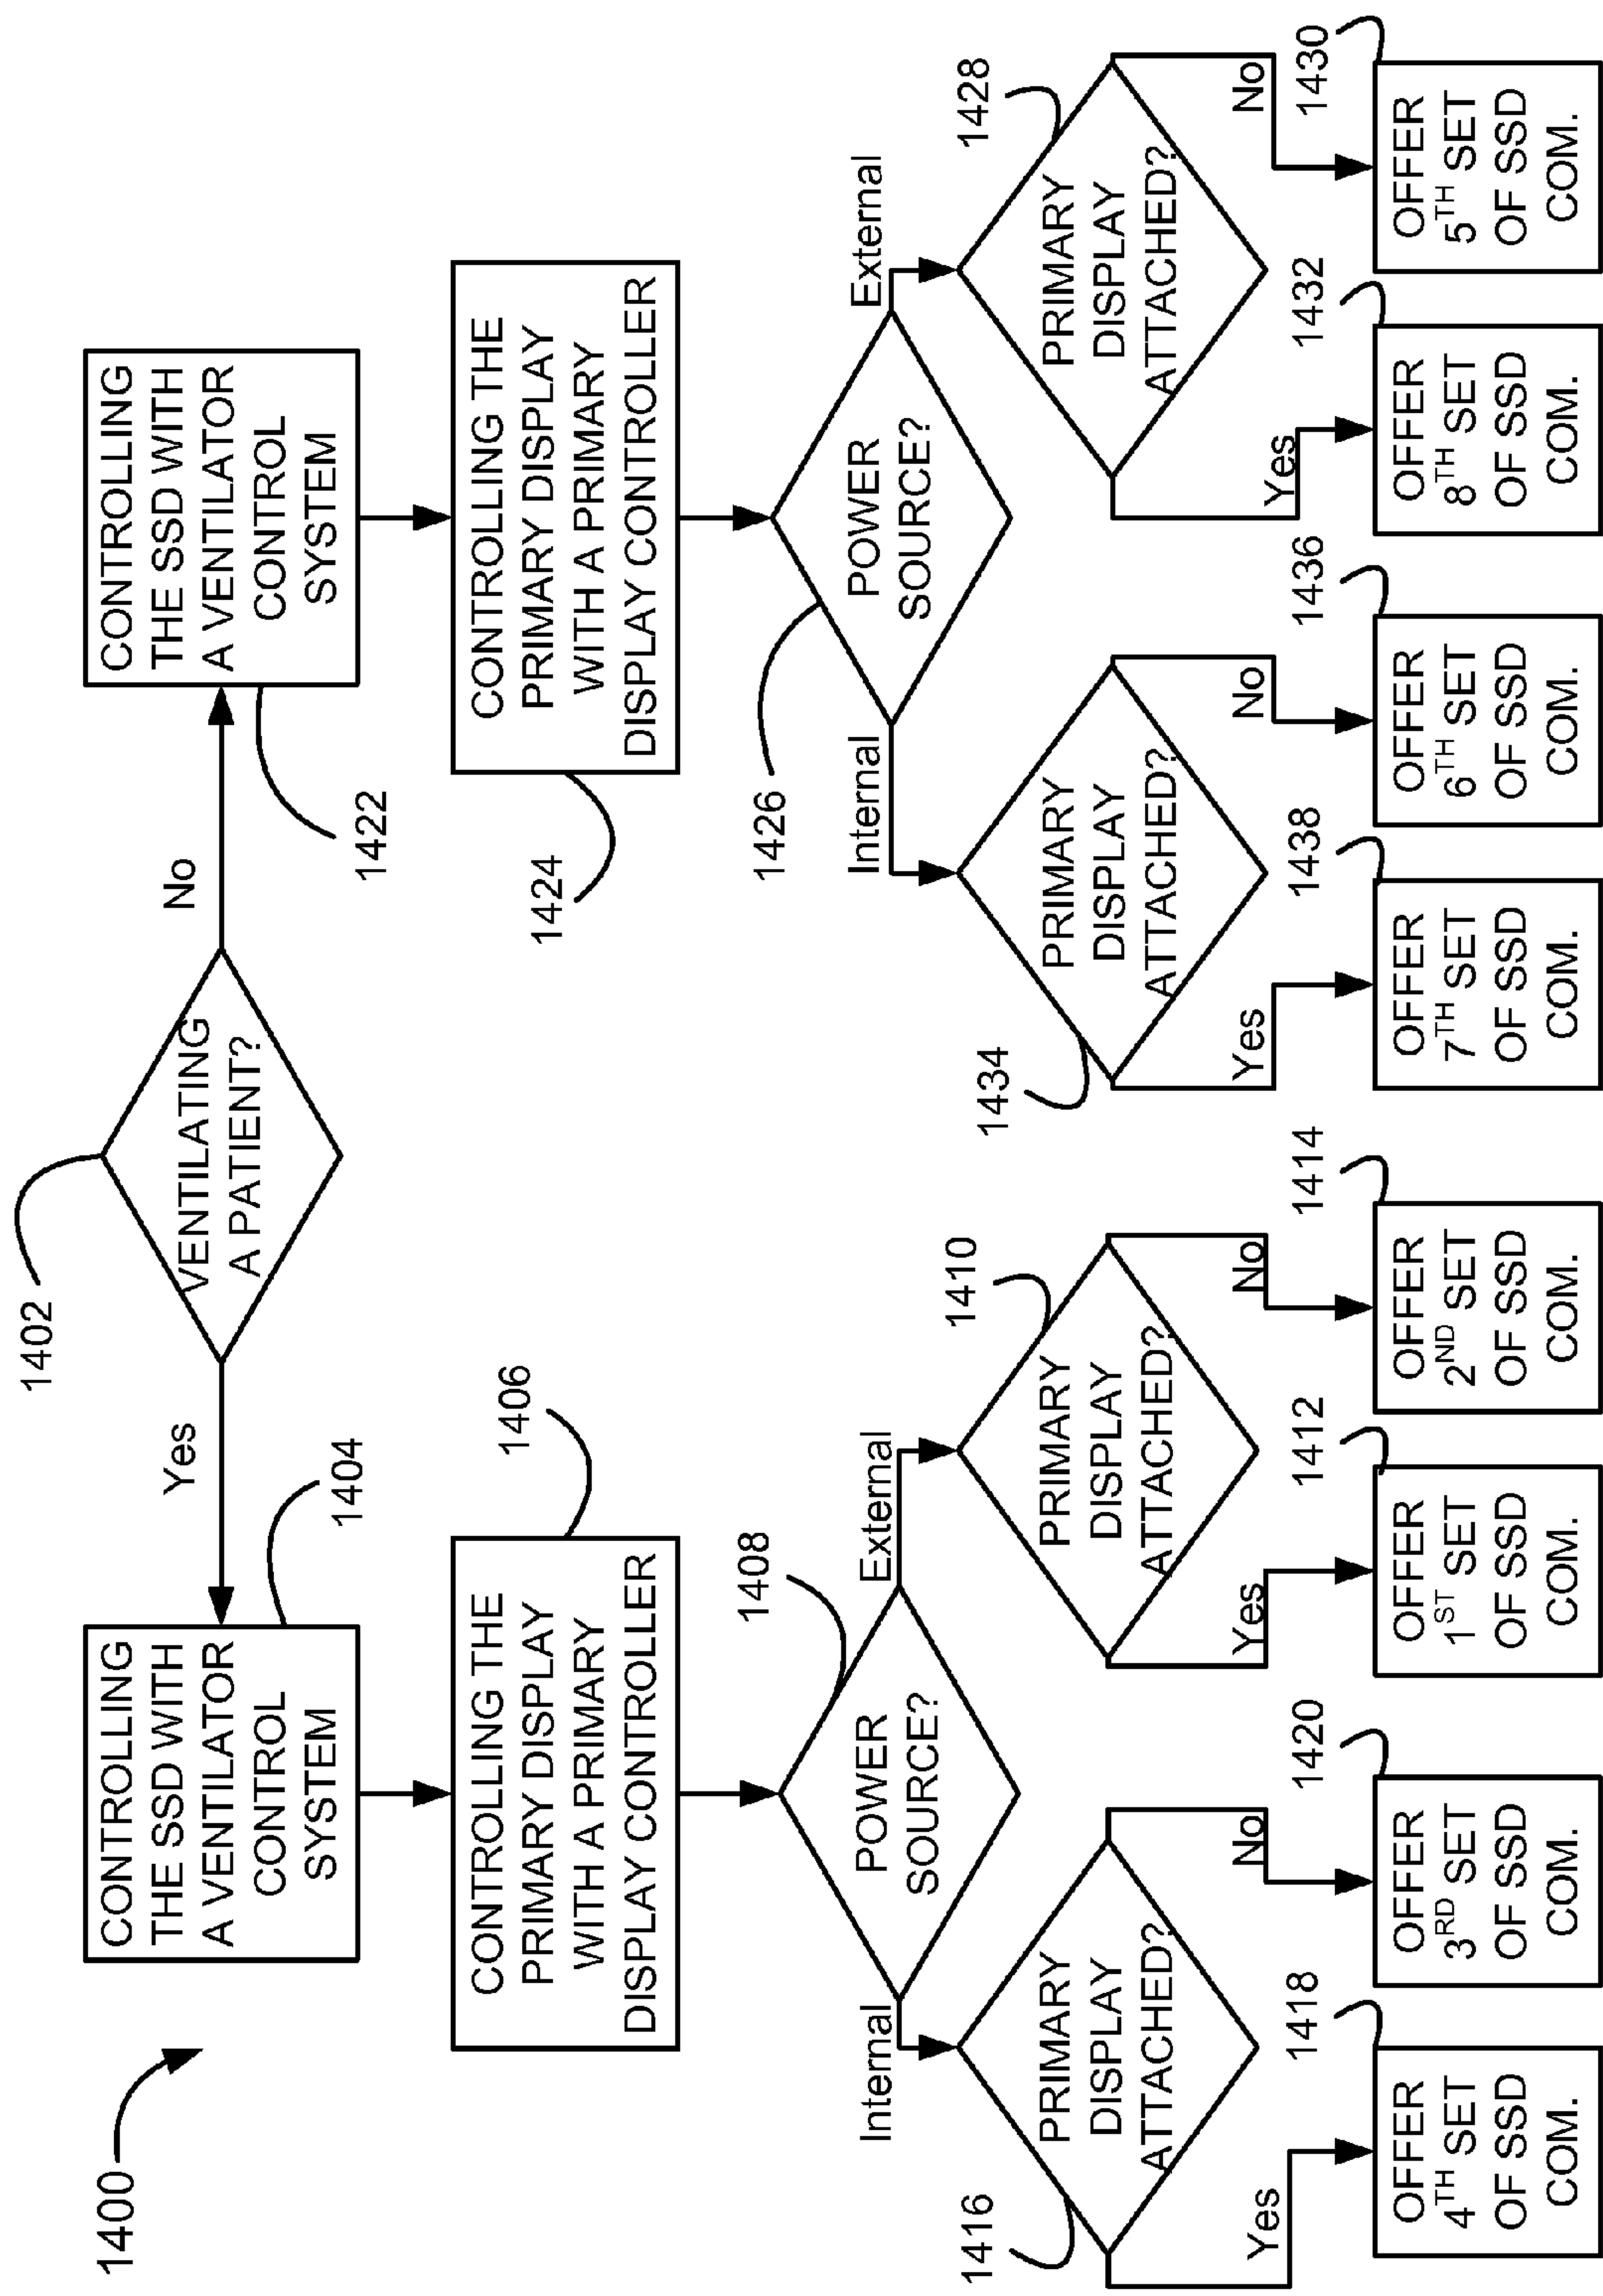 1400
1402
VENTILATING
A PATIENT?
Yes
No
CONTROLLING
THE SSD WITH
A VENTILATOR
CONTROL
SYSTEM
1404
CONTROLLING
THE SSD WITH
A VENTILATOR
CONTROL
SYSTEM
1422
CONTROLLING THE
PRIMARY DISPLAY
WITH A PRIMARY
DISPLAY CONTROLLER
1406
CONTROLLING THE
PRIMARY DISPLAY
WITH A PRIMARY
DISPLAY CONTROLLER
1424
POWER
SOURCE?
1408
Internal
External
POWER
SOURCE?
1426
Internal
External
PRIMARY
DISPLAY
ATTACHED?
1416
Yes
No
PRIMARY
DISPLAY
ATTACHED?
1410
Yes
No
PRIMARY
DISPLAY
ATTACHED?
1434
Yes
No
PRIMARY
DISPLAY
ATTACHED?
1428
Yes
No
OFFER
4TH SET
OF SSD
COM.
1418
OFFER
3RD SET
OF SSD
COM.
1420
OFFER
1ST SET
OF SSD
COM.
1412
OFFER
2ND SET
OF SSD
COM.
1414
OFFER
7TH SET
OF SSD
COM.
1438
OFFER
6TH SET
OF SSD
COM.
1436
OFFER
8TH SET
OF SSD
COM.
1432
OFFER
5TH SET
OF SSD
COM.
1430